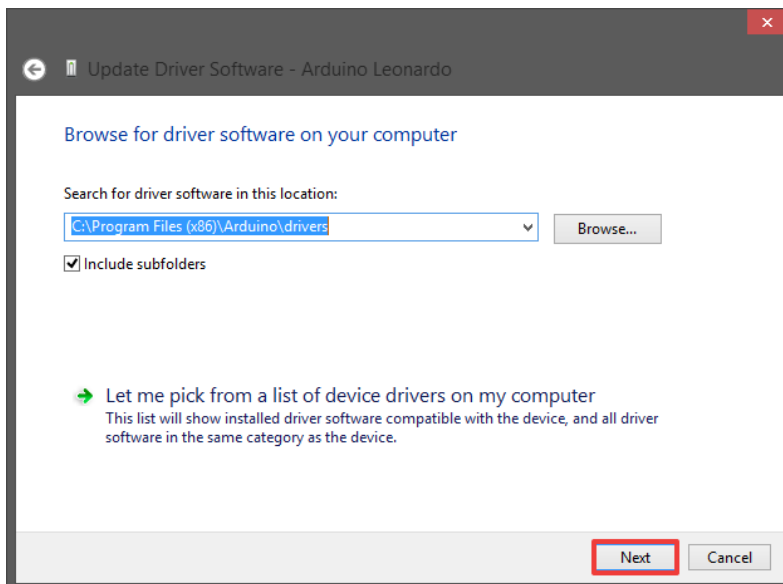 Update Driver Software - Arduino Leonardo
Browse for driver software on your computer
Search for driver software in this location:
C:\Program Files (x86)\Arduino\drivers
Browse...
Include subfolders
Let me pick from a list of device drivers on my computer
This list will show installed driver software compatible with the device, and all driver
software in the same category as the device.
Next
Cancel